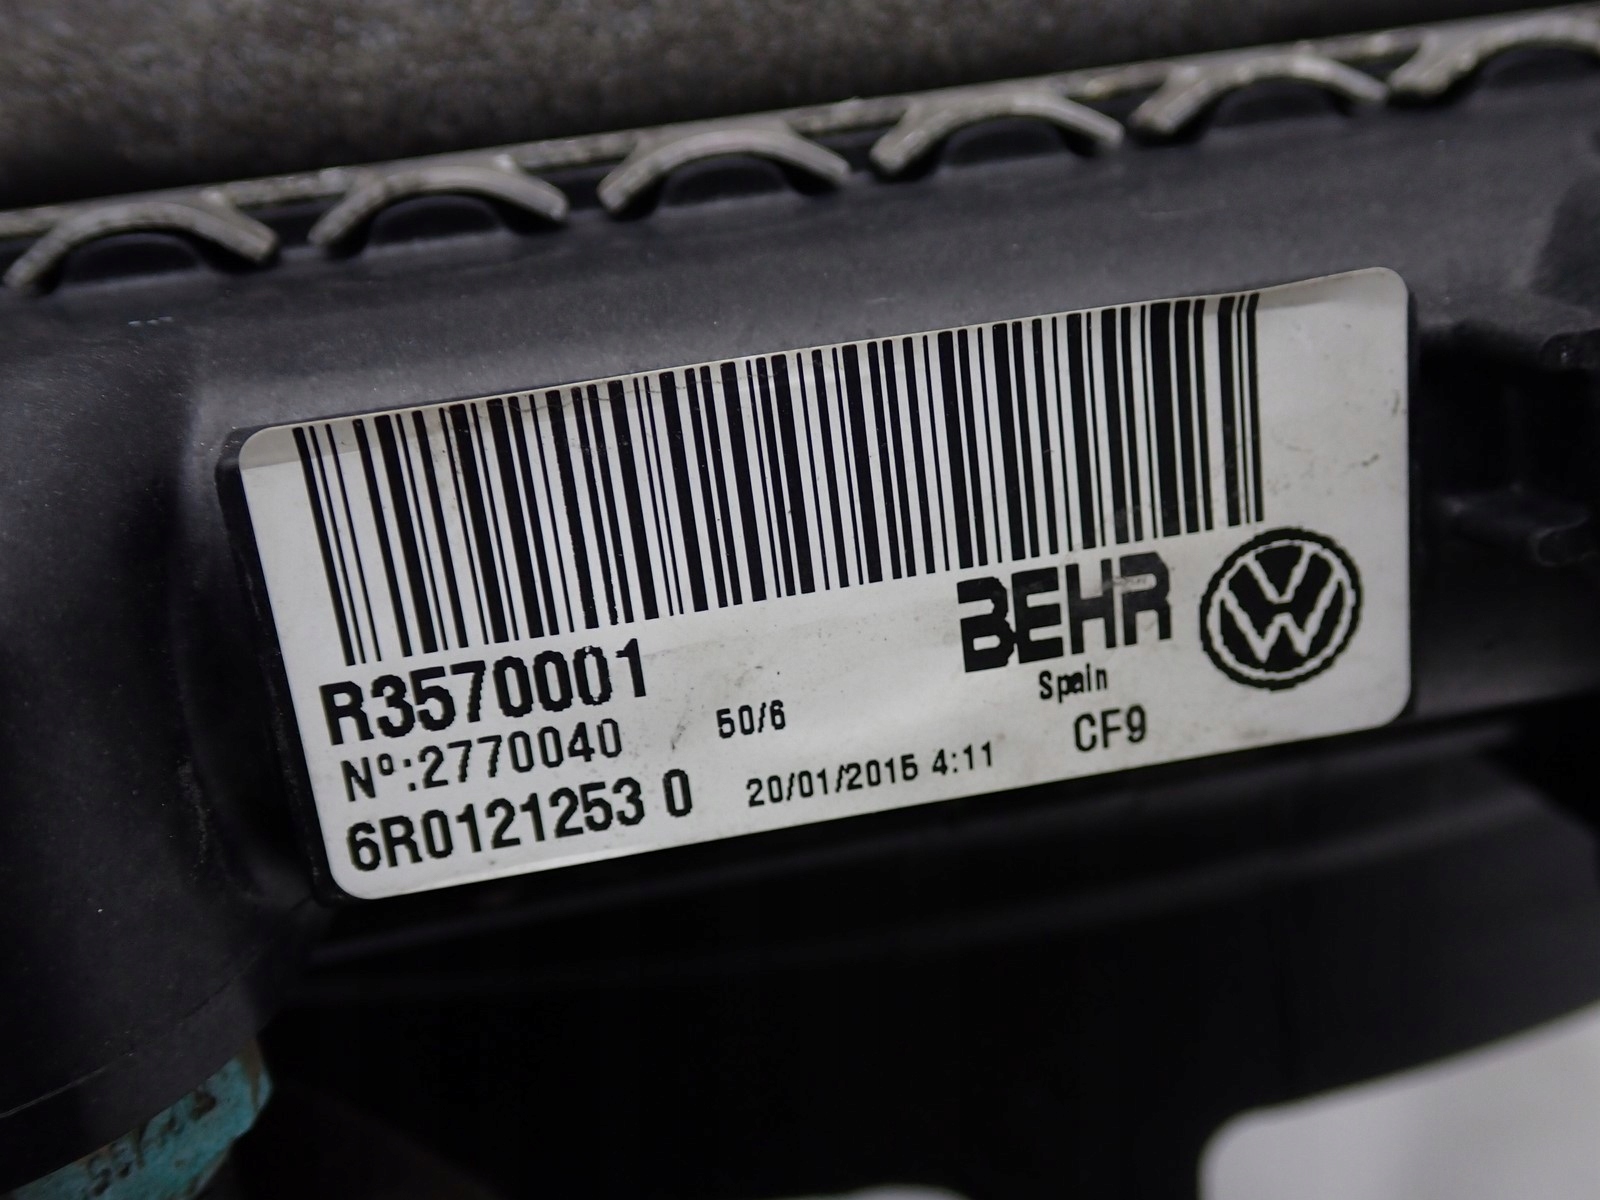 BEHR
Spain
R3570001
Nº:2770040
50/6
CF9
6R0121253 0
20/01/2015 4:11